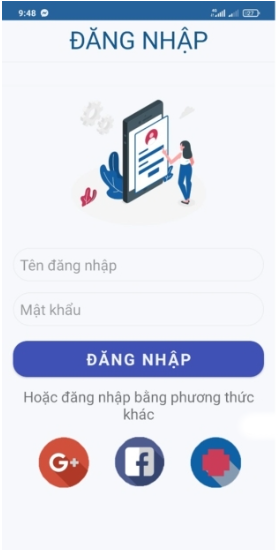 9:48
ĐĂNG NHẬP
Tên đăng nhập
Mật khẩu
ĐĂNG NHẬP
Hoặc đăng nhập bằng phương thức
khác
G+ f